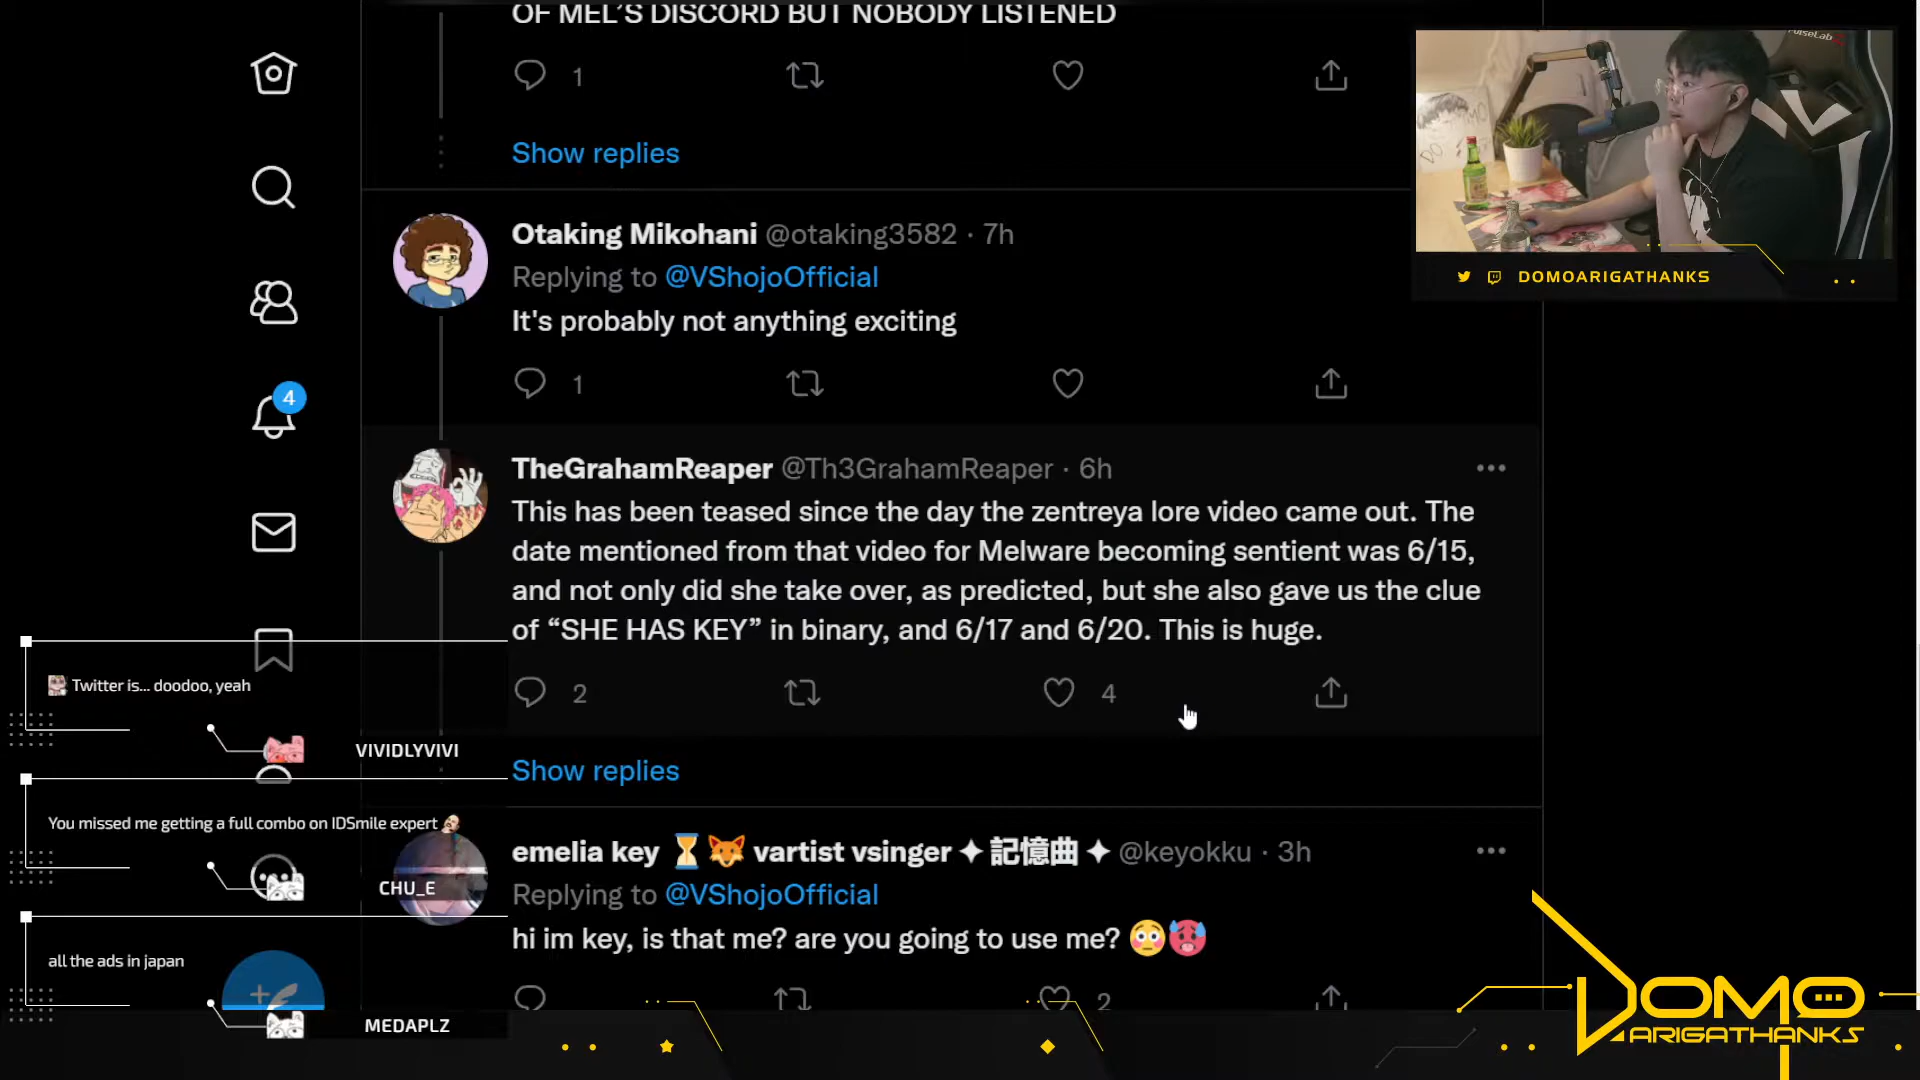 OF MEL'S DISCORD BUT NOBODY LISTENED
1
Show replies
Otaking Mikohani @otaking3582 · 7h
Replying to @VShojoOfficial
It's probably not anything exciting
1
TheGrahamReaper @Th3GrahamReaper · 6h
This has been teased since the day the zentreya lore video came out. The
date mentioned from that video for Melware becoming sentient was 6/15,
and not only did she take over, as predicted, but she also gave us the clue
of “SHE HAS KEY” in binary, and 6/17 and 6/20. This is huge.
2
4
Show replies
emelia key ⏳🦊 vartist vsinger ✦ 記憶曲 ✦ @keyokku · 3h
Replying to @VShojoOfficial
hi im key, is that me? are you going to use me? 😳🥵
2
4
Twitter is... doodoo, yeah
VIVIDLYVIVI
You missed me getting a full combo on IDSmile expert
CHU_E
all the ads in japan
MEDAPLZ
DOMOARIGATHANKS
DOMO
ARIGATHANKS